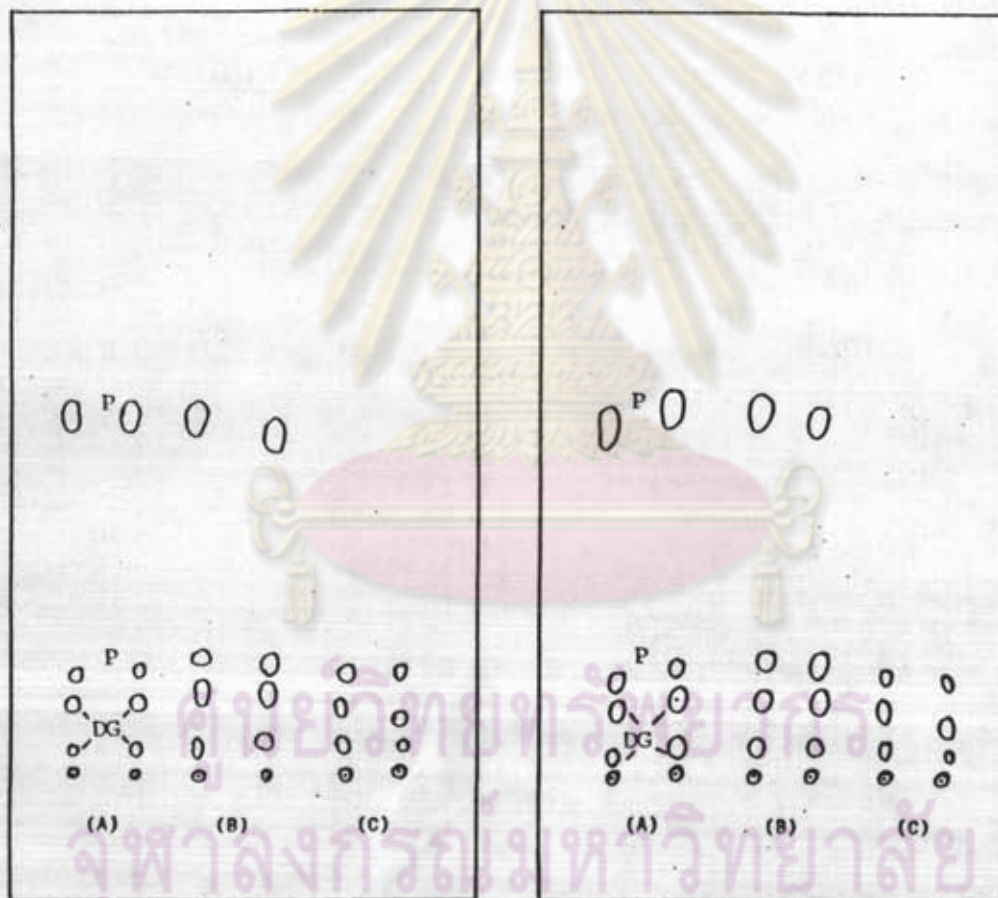 P P
P P
DG DG
ศูนย์วิทยทรัพยากร
(A) (B) (C) (A) (B) (C)
จุฬาลงกรณ์มหาวิทยาลัย